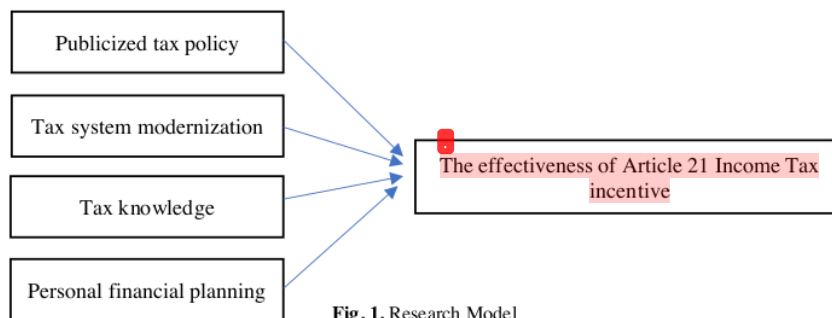 Publicized tax policy
Tax system modernization
Tax knowledge
Personal financial planning
The effectiveness of Article 21 Income Tax
incentive
Fig. 1. Research Model